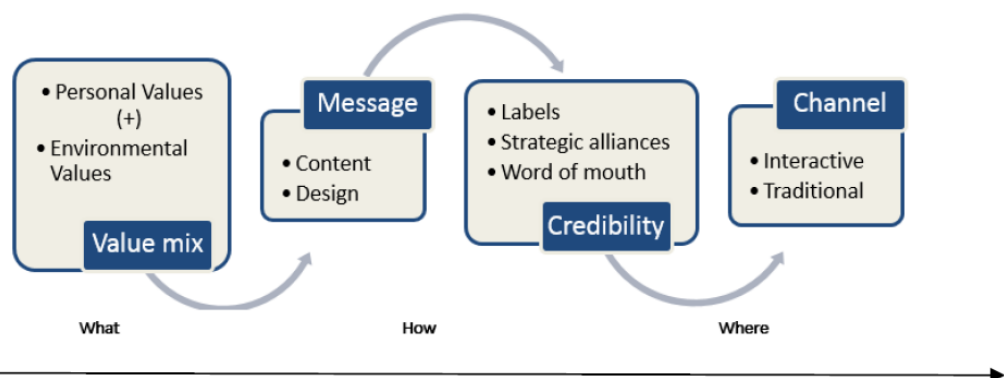 • Personal Values
(+)
• Environmental
Values
Value mix
Message
• Content
• Design
• Labels
• Strategic alliances
• Word of mouth
Credibility
Channel
• Interactive
• Traditional
What
How
Where